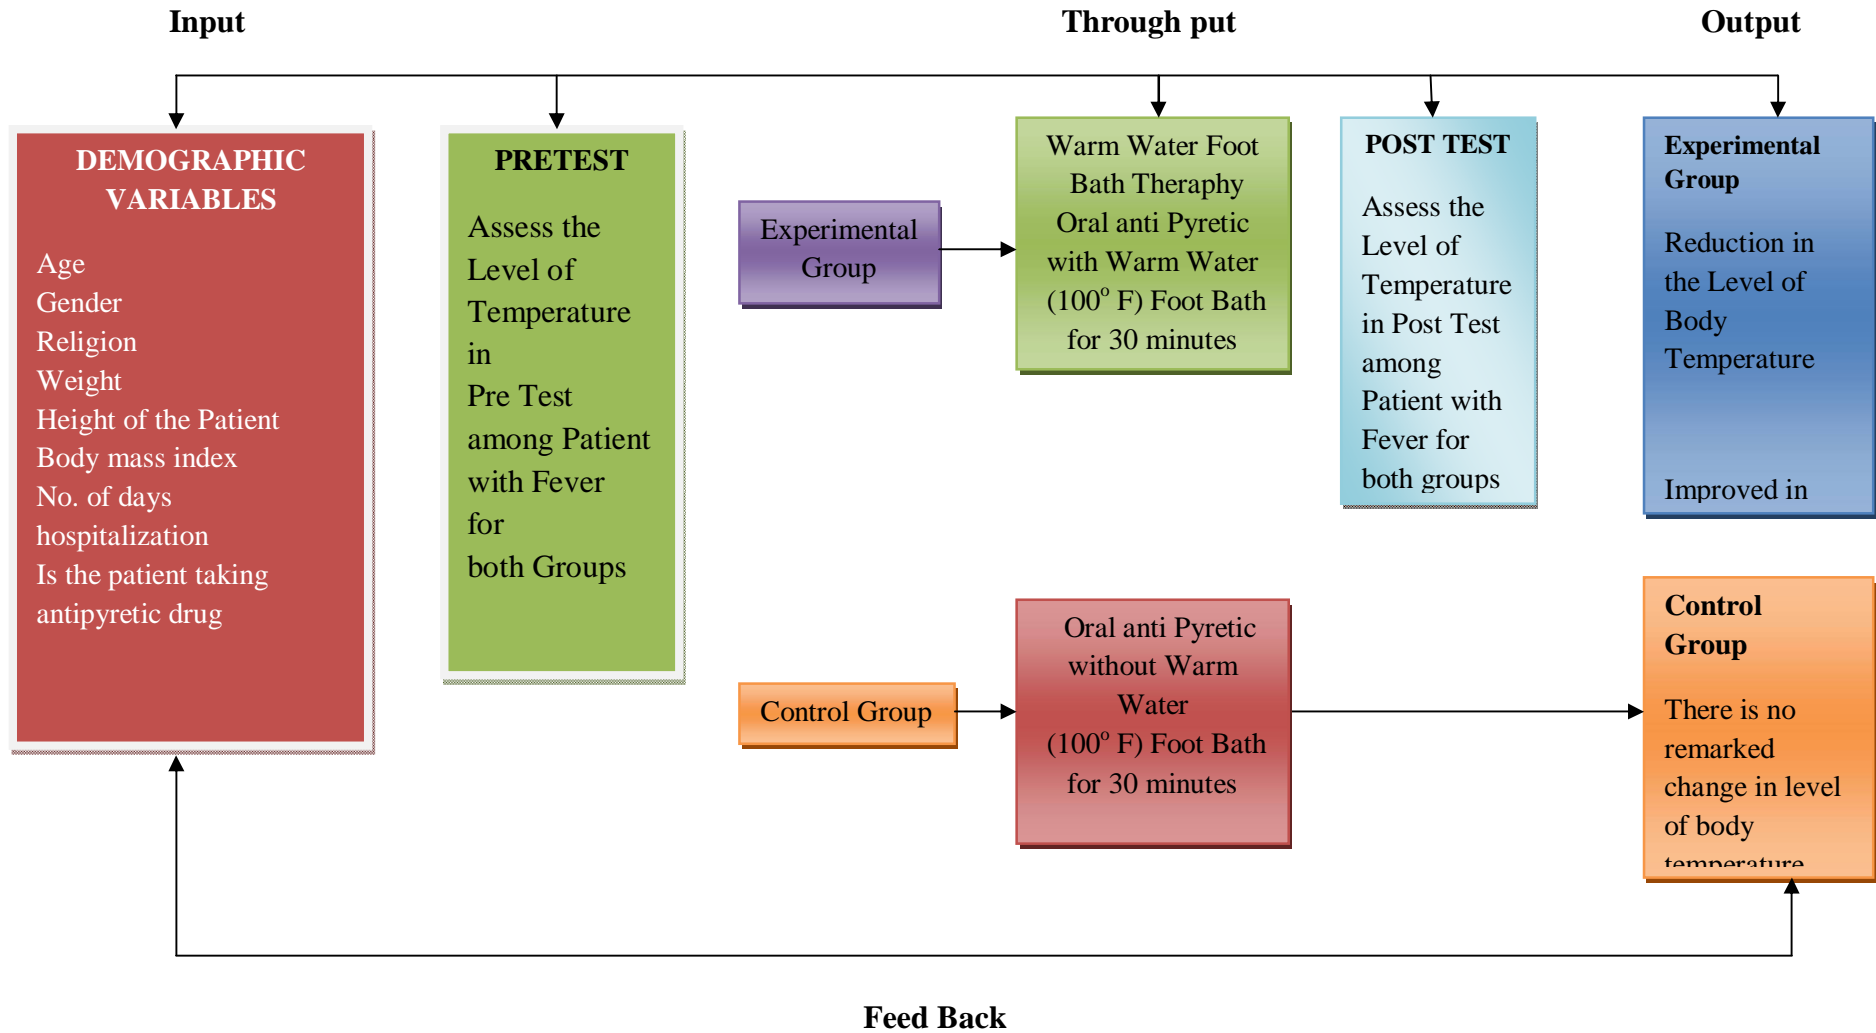 Input
Through put
Output
DEMOGRAPHIC
VARIABLES
Age
Gender
Religion
Weight
Height of the Patient
Body mass index
No. of days
hospitalization
Is the patient taking
antipyretic drug
PRETEST
Assess the
Level of
Temperature
in
Pre Test
among Patient
with Fever
for
both Groups
Experimental
Group
Warm Water Foot
Bath Theraphy
Oral anti Pyretic
with Warm Water
(100° F) Foot Bath
for 30 minutes
POST TEST
Assess the
Level of
Temperature
in Post Test
among
Patient with
Fever for
both groups
Experimental
Group
Reduction in
the Level of
Body
Temperature
Improved in
Control Group
Oral anti Pyretic
without Warm
Water
(100° F) Foot Bath
for 30 minutes
Control
Group
There is no
remarked
change in level
of body
temperature
Feed Back